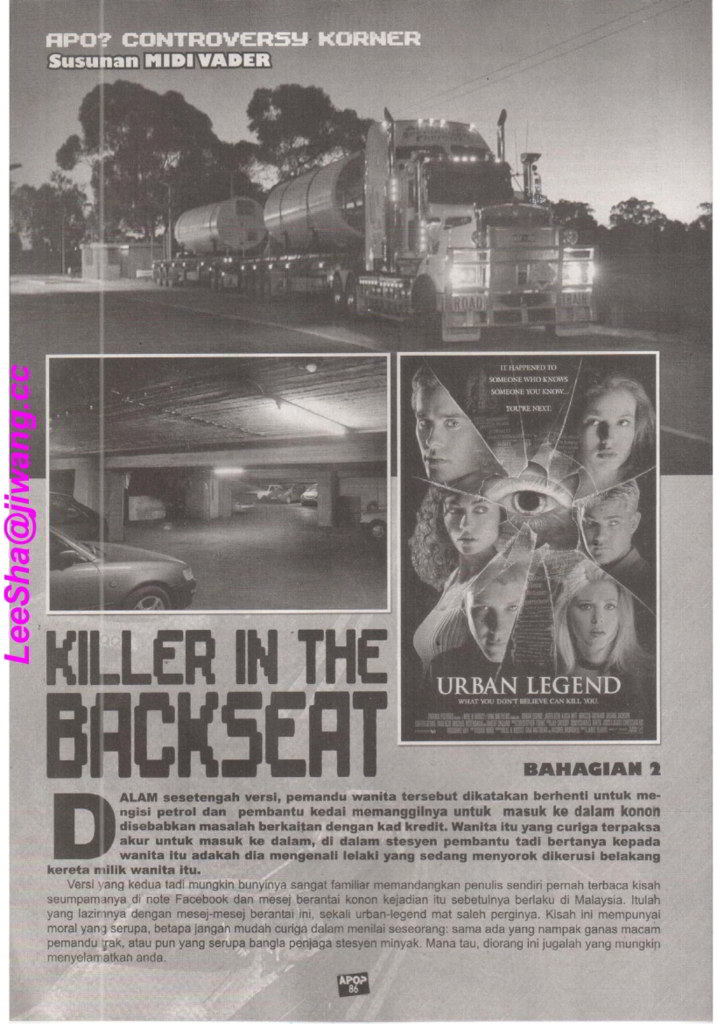 APO? CONTROVERSY KORNER
Susunan MIDI VADER
ROAD
TRAIN
LeeSha@jiwang.cc
IT HAPPENED TO
SOMEONE WHO KNOWS
SOMEONE YOU KNOW...
YOU'RE NEXT.
URBAN LEGEND
WHAT YOU DON'T BELIEVE CAN KILL YOU.
KILLER IN THE
BACKSEAT
BAHAGIAN 2
DALAM sesetengah versi, pemandu wanita tersebut dikatakan berhenti untuk me-
ngisi petrol dan pembantu kedai memanggilnya untuk masuk ke dalam konon
disebabkan masalah berkaitan dengan kad kredit. Wanita itu yang curiga terpaksa
akur untuk masuk ke dalam, di dalam stesyen pembantu tadi bertanya kepada
wanita itu adakah dia mengenali lelaki yang sedang menyorok dikerusi belakang
kereta milik wanita itu.
Versi yang kedua tadi mungkin bunyinya sangat familiar memandangkan penulis sendiri pernah terbaca kisah
seumpamanya di note Facebook dan mesej berantai konon kejadian itu sebetulnya berlaku di Malaysia. Itulah
yang lazimnya dengan mesej-mesej berantai ini, sekali urban-legend mat saleh perginya. Kisah ini mempunyai
moral yang serupa, betapa jangan mudah curiga dalam menilai seseorang: sama ada yang nampak ganas macam
pemandu trak, atau pun yang serupa bangla penjaga stesyen minyak. Mana tau, diorang ini jugalah yang mungkin
menyelamatkan anda.
APO?
86